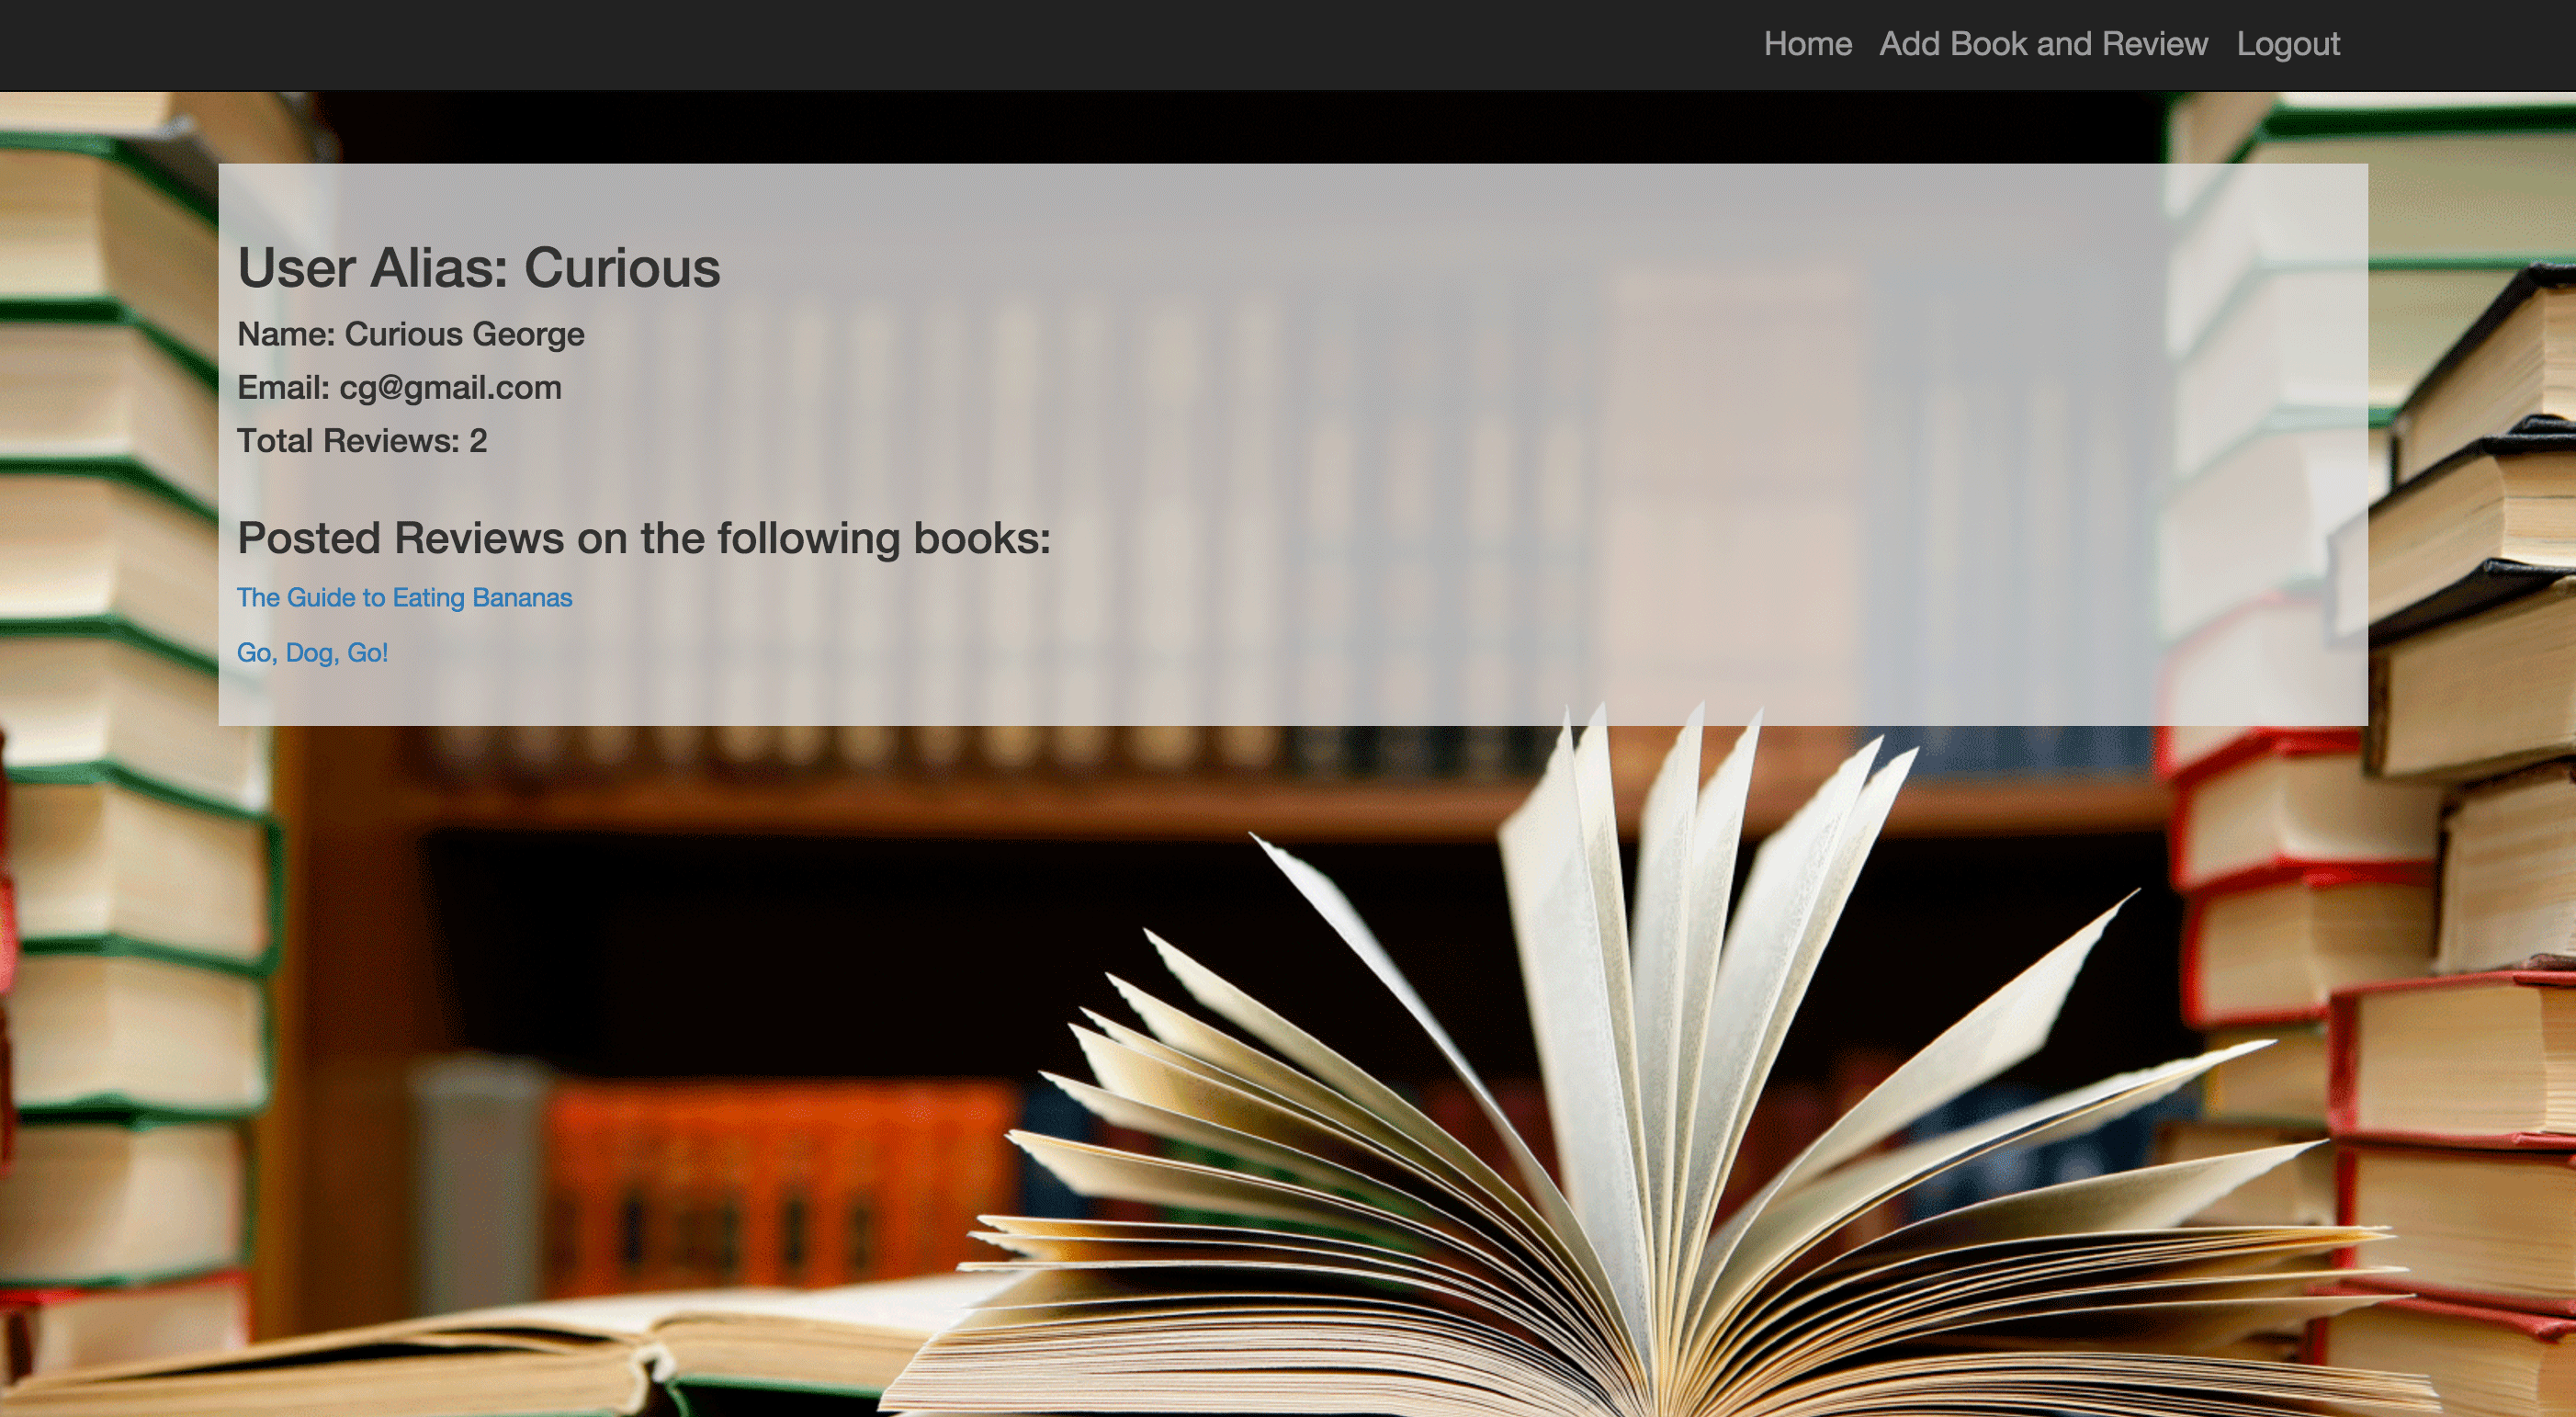 Home Add Book and Review Logout
User Alias: Curious
Name: Curious George
Email: cg@gmail.com
Total Reviews: 2
Posted Reviews on the following books:
The Guide to Eating Bananas
Go, Dog, Go!